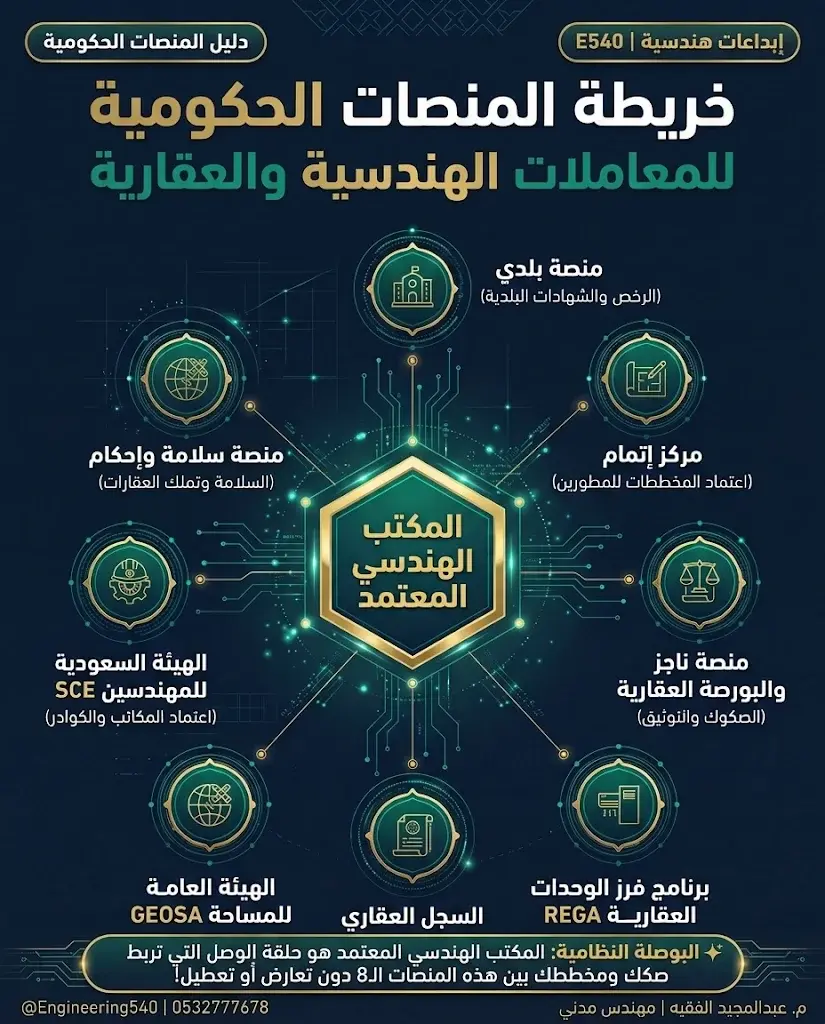 إبداعات هندسية | E540
دليل المنصات الحكومية
خريطة المنصات الحكومية
للمعاملات الهندسية والعقارية
منصة بلدي
(الرخص والشهادات البلدية)
مركز إتمام
(اعتماد المخططات للمطورين)
منصة سلامة وإحكام
(السلامة وتملك العقارات)
المكتب
الهندسي
المعتمد
منصة ناجز
والبورصة العقارية
(الصكوك والتوثيق)
الهيئة السعودية
للمهندسين SCE
(اعتماد المكاتب والكوادر)
برنامج فرز الوحدات
العقاريـــة REGA
السجل العقاري
الهيئة العامـة
للمساحة GEOSA
البوصلة النظامية: المكتب الهندسي المعتمد هو حلقة الوصل التي تربط
صكك ومخططك بين هذه المنصات الـ8 دون تعارض أو تعطيل!
م. عبدالمجيد الفقيه | مهندس مدني
@Engineering540 | 0532777678